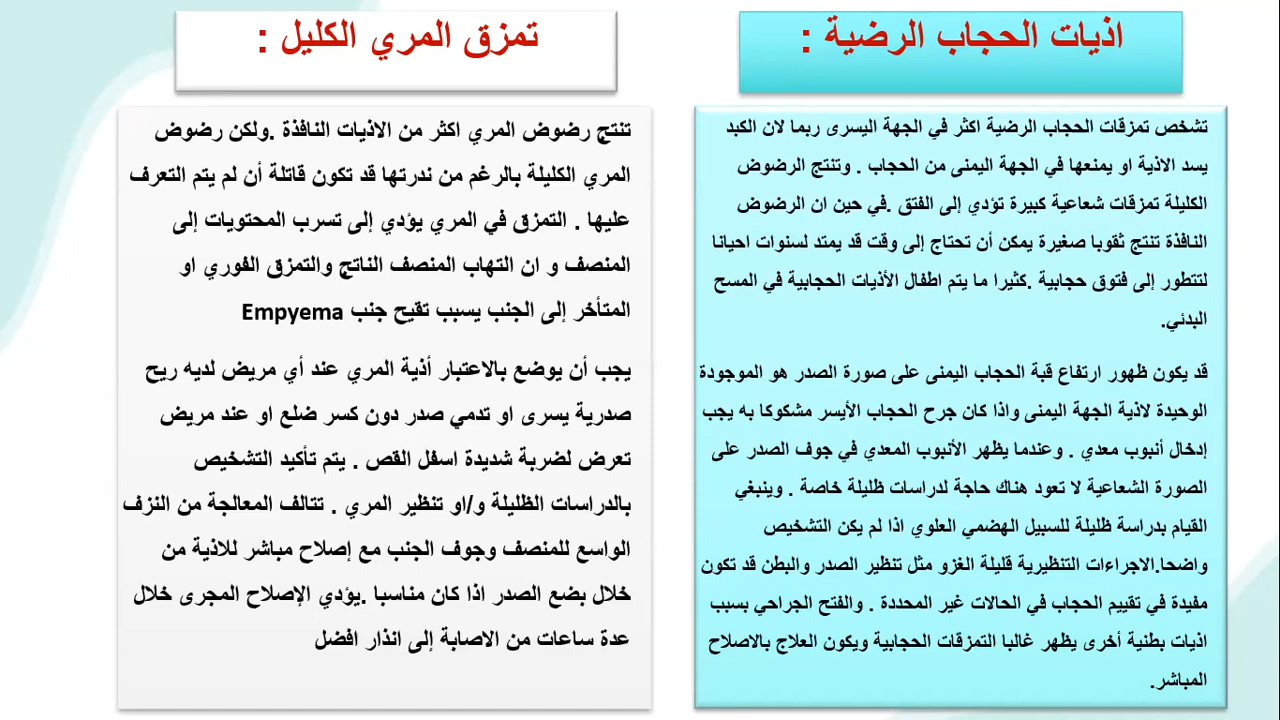 اذيات الحجاب الرضية :
تشخص تمزقات الحجاب الرضية اكثر في الجهة اليسرى ربما لان الكبد
يسد الاذية او يمنعها في الجهة اليمنى من الحجاب . وتنتج الرضوض
الكليلة تمزقات شعاعية كبيرة تؤدي إلى الفتق .في حين ان الرضوض
النافذة تنتج ثقوبا صغيرة يمكن أن تحتاج إلى وقت قد يمتد لسنوات احيانا
لتتطور إلى فتوق حجابية .كثيرا ما يتم اطفال الأذيات الحجابية في المسح
البدئي.
قد يكون ظهور ارتفاع قبة الحجاب اليمنى على صورة الصدر هو الموجودة
الوحيدة لاذية الجهة اليمنى واذا كان جرح الحجاب الأيسر مشكوكا به يجب
إدخال أنبوب معدي . وعندما يظهر الأنبوب المعدي في جوف الصدر على
الصورة الشعاعية لا تعود هناك حاجة لدراسات ظليلة خاصة . وينبغي
القيام بدراسة ظليلة للسبيل الهضمي العلوي اذا لم يكن التشخيص
واضحا.الاجراءات التنظيرية قليلة الغزو مثل تنظير الصدر والبطن قد تكون
مفيدة في تقييم الحجاب في الحالات غير المحددة . والفتح الجراحي بسبب
اذيات بطنية أخرى يظهر غالبا التمزقات الحجابية ويكون العلاج بالاصلاح
المباشر.
تمزق المري الكليل :
تنتج رضوض المري اكثر من الاذيات النافذة .ولكن رضوض
المري الكليلة بالرغم من ندرتها قد تكون قاتلة أن لم يتم التعرف
عليها . التمزق في المري يؤدي إلى تسرب المحتويات إلى
المنصف و ان التهاب المنصف الناتج والتمزق الفوري او
المتأخر إلى الجنب يسبب تقيح جنب Empyema
يجب أن يوضع بالاعتبار أذية المري عند أي مريض لديه ريح
صدرية يسرى او تدمي صدر دون كسر ضلع او عند مريض
تعرض لضربة شديدة اسفل القص . يتم تأكيد التشخيص
بالدراسات الظليلة و/او تنظير المري . تتالف المعالجة من النزف
الواسع للمنصف وجوف الجنب مع إصلاح مباشر للاذية من
خلال بضع الصدر اذا كان مناسبا .يؤدي الإصلاح المجرى خلال
عدة ساعات من الاصابة إلى انذار افضل